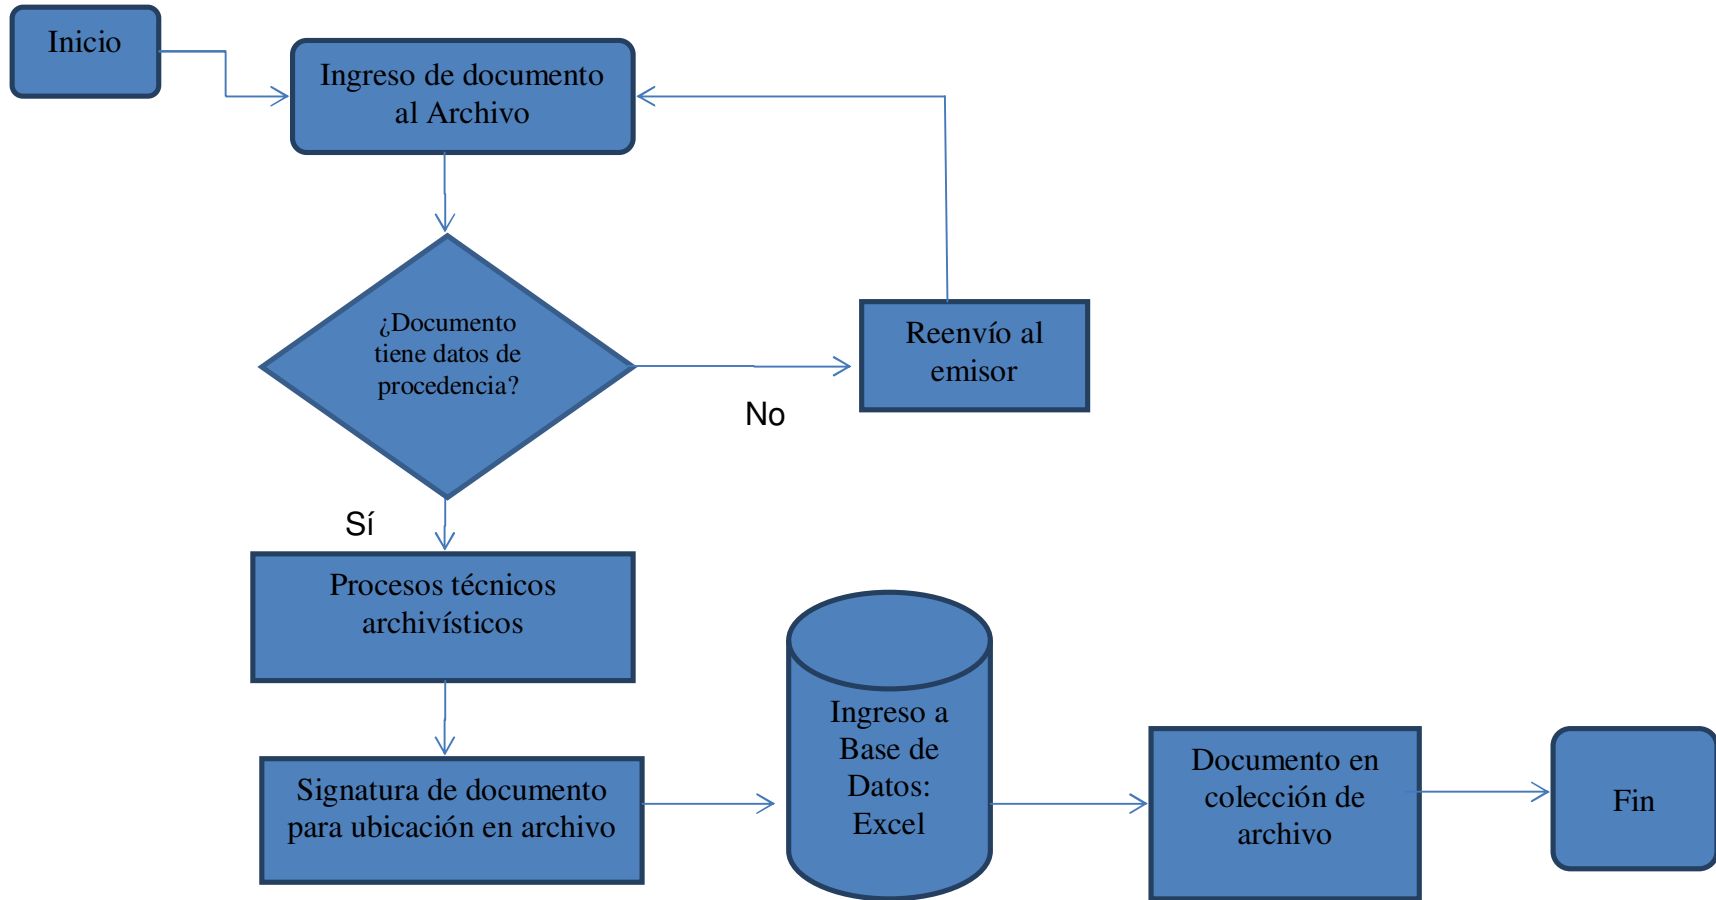 Inicio
Ingreso de documento
al Archivo
¿Documento
tiene datos de
procedencia?
Reenvío al
emisor
No
Sí
Procesos técnicos
archivísticos
Signatura de documento
para ubicación en archivo
Ingreso a
Base de
Datos:
Excel
Documento en
colección de
archivo
Fin